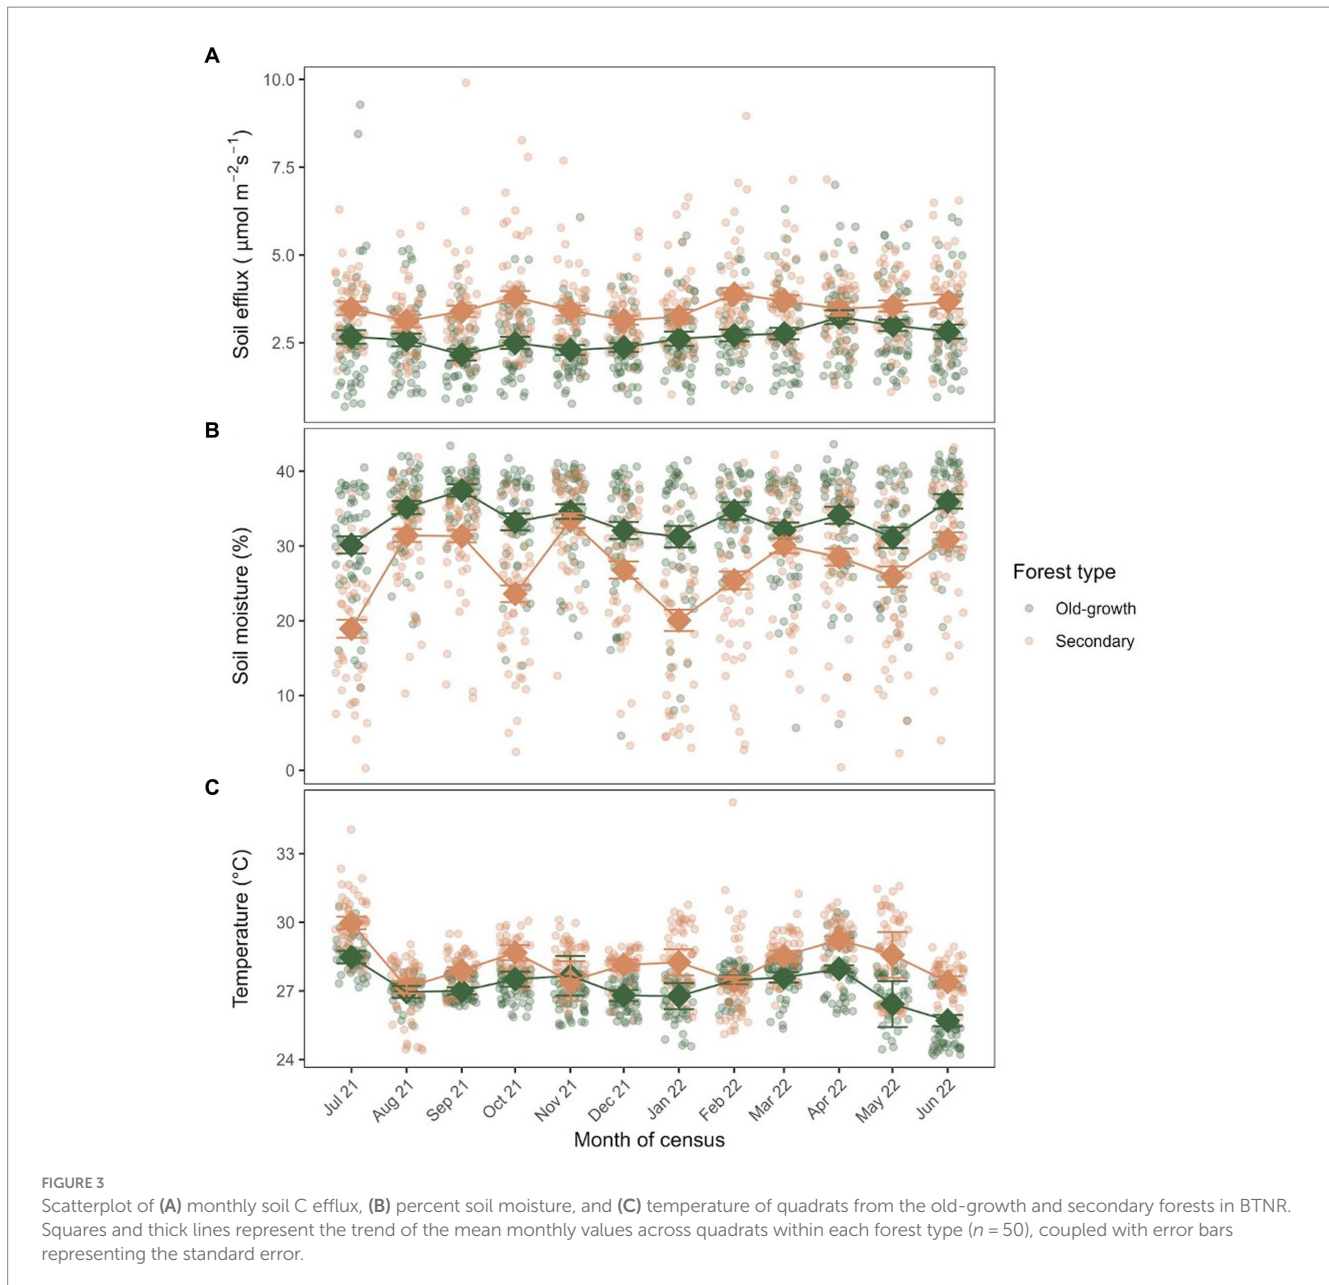 A
10.0
7.5
5.0
2.5
Soil efflux ( µmol m⁻²s⁻¹)
B
40
30
20
10
0
Soil moisture (%)
Forest type
Old-growth
Secondary
C
33
30
27
24
Temperature (°C)
Jul 21
Aug 21
Sep 21
Oct 21
Nov 21
Dec 21
Jan 22
Feb 22
Mar 22
Apr 22
May 22
Jun 22
Month of census
FIGURE 3
Scatterplot of (A) monthly soil C efflux, (B) percent soil moisture, and (C) temperature of quadrats from the old-growth and secondary forests in BTNR.
Squares and thick lines represent the trend of the mean monthly values across quadrats within each forest type (n = 50), coupled with error bars
representing the standard error.